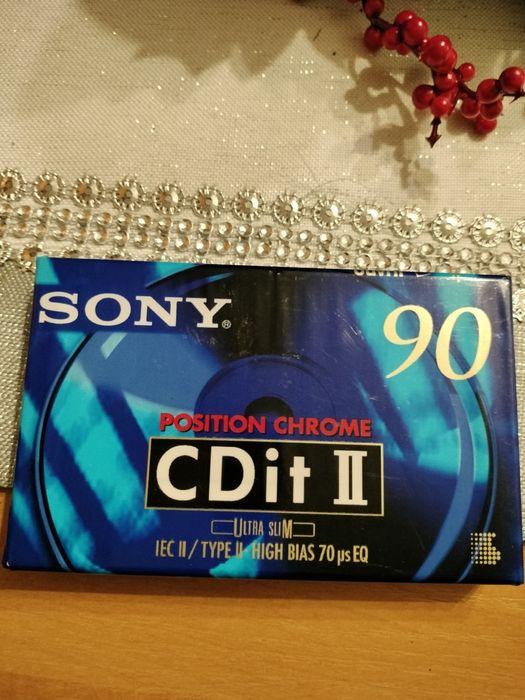 SONY®
90
POSITION CHROME
CDit II
ULTRA SLIM
IEC II / TYPE II · HIGH BIAS 70 µs EQ